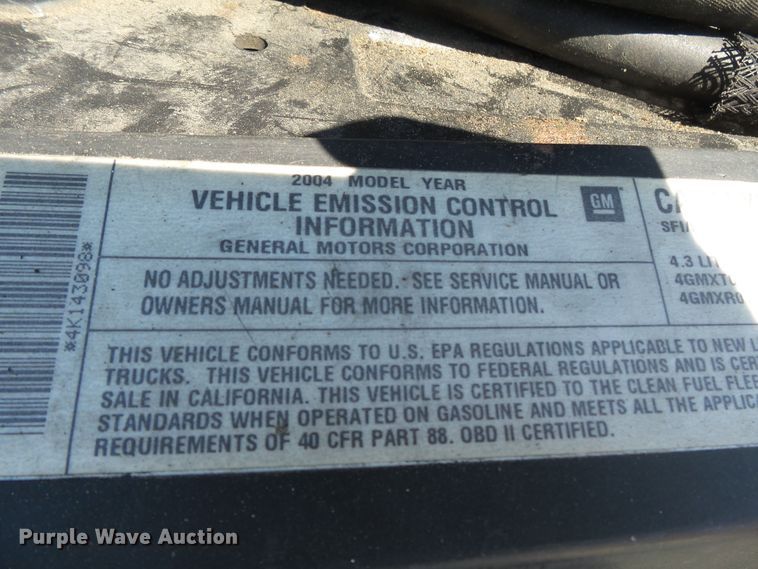 *4K143098*
2004 MODEL YEAR
VEHICLE EMISSION CONTROL
INFORMATION
GENERAL MOTORS CORPORATION
GM
NO ADJUSTMENTS NEEDED. SEE SERVICE MANUAL OR
OWNERS MANUAL FOR MORE INFORMATION.
4.3
THIS VEHICLE CONFORMS TO U.S. EPA REGULATIONS APPLICABLE TO NEW
TRUCKS. THIS VEHICLE CONFORMS TO FEDERAL REGULATIONS AND IS
SALE IN CALIFORNIA. THIS VEHICLE IS CERTIFIED TO THE CLEAN FUEL
STANDARDS WHEN OPERATED ON GASOLINE AND MEETS ALL THE
REQUIREMENTS OF 40 CFR PART 88. OBD II CERTIFIED.
Purple Wave Auction